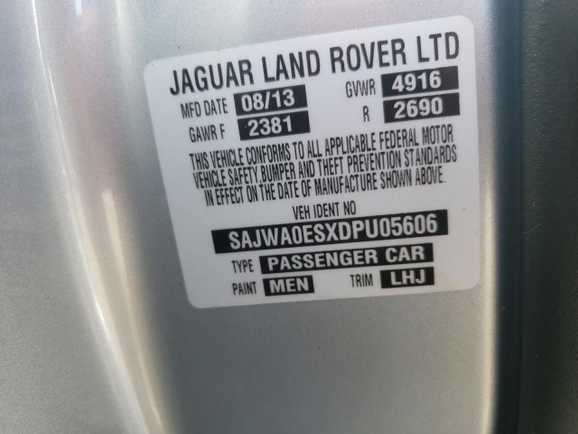 JAGUAR LAND ROVER LTD
MFD DATE 08/13 GVWR 4916
GAWR F 2381 R 2690
THIS VEHICLE CONFORMS TO ALL APPLICABLE FEDERAL MOTOR
VEHICLE SAFETY, BUMPER AND THEFT PREVENTION STANDARDS
IN EFFECT ON THE DATE OF MANUFACTURE SHOWN ABOVE.
VEH IDENT NO
SAJWA0ESXDPU05606
TYPE PASSENGER CAR
PAINT MEN TRIM LHJ